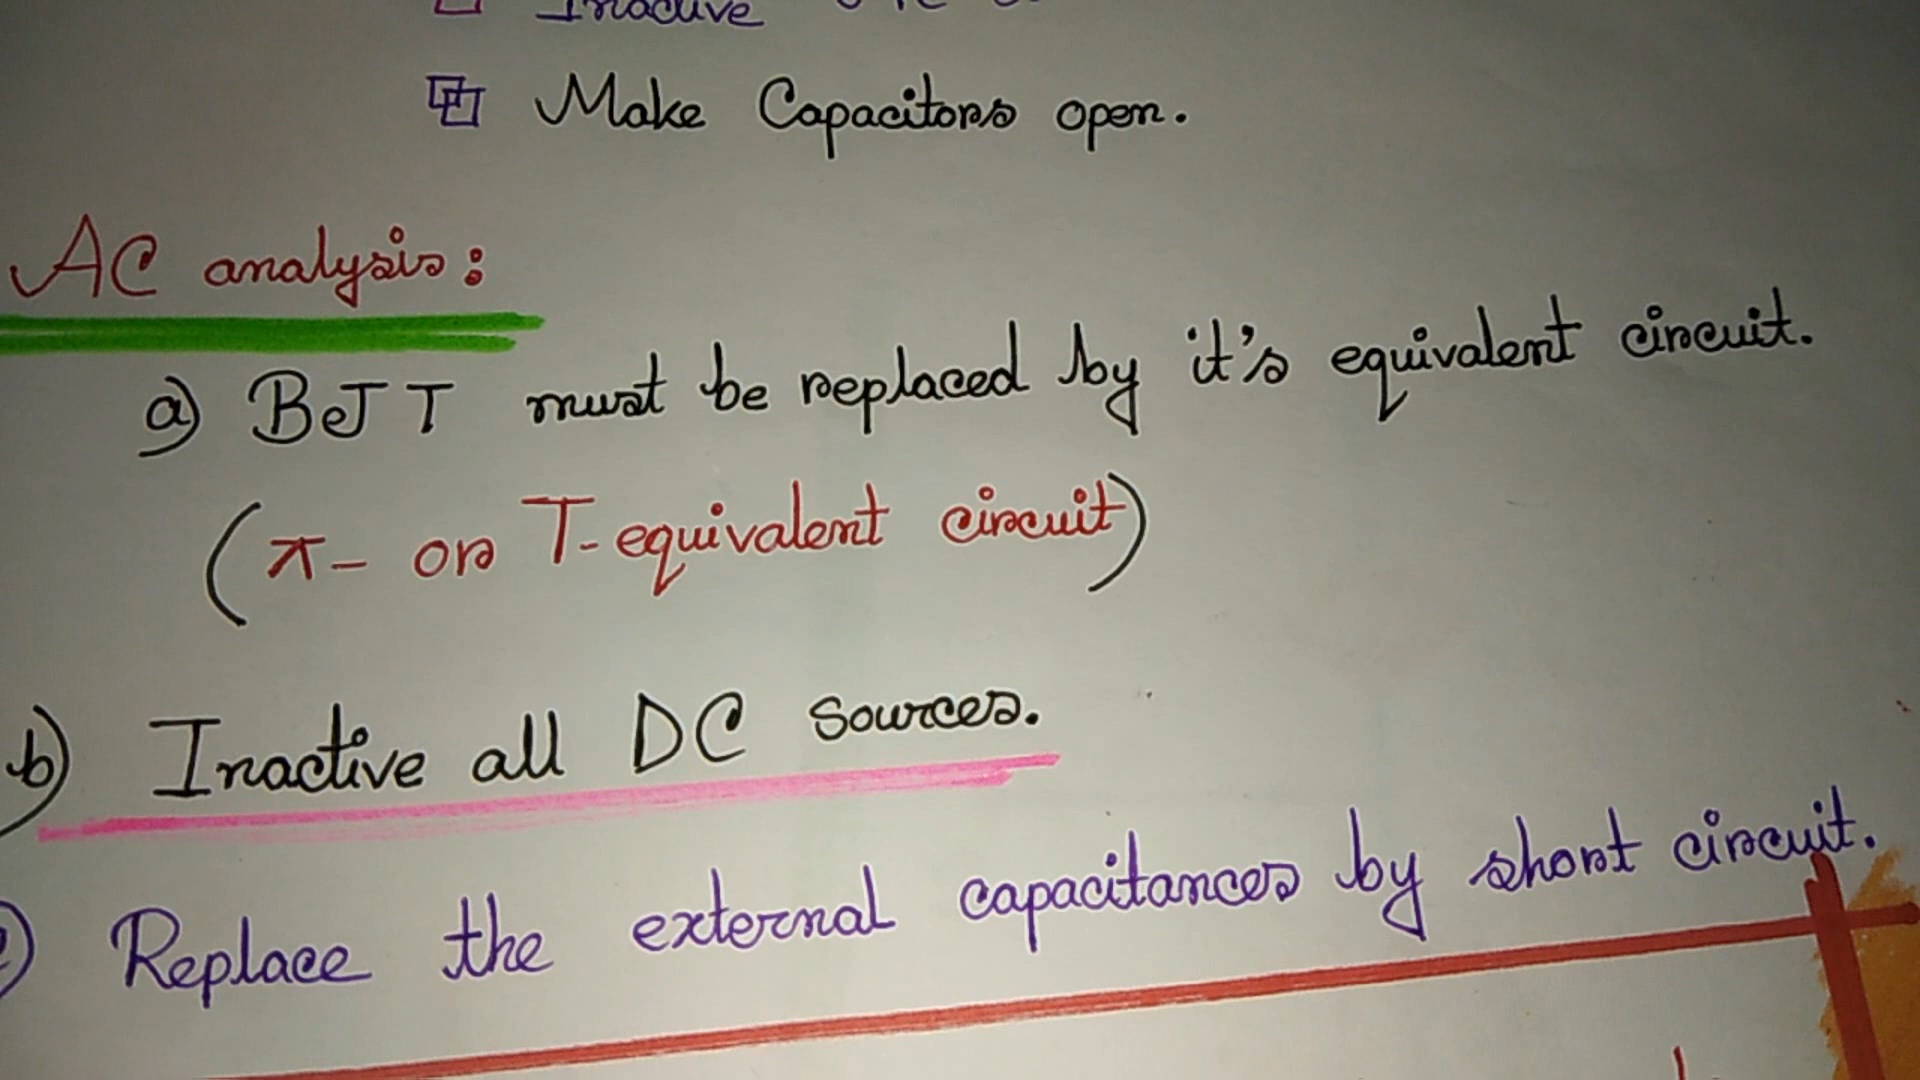 Inactive
Make Capacitors open.
AC analysis:
a) BJT must be replaced by it's equivalent circuit.
(π- or T-equivalent circuit)
b) Inactive all DC sources.
Replace the external capacitances by short circuit.